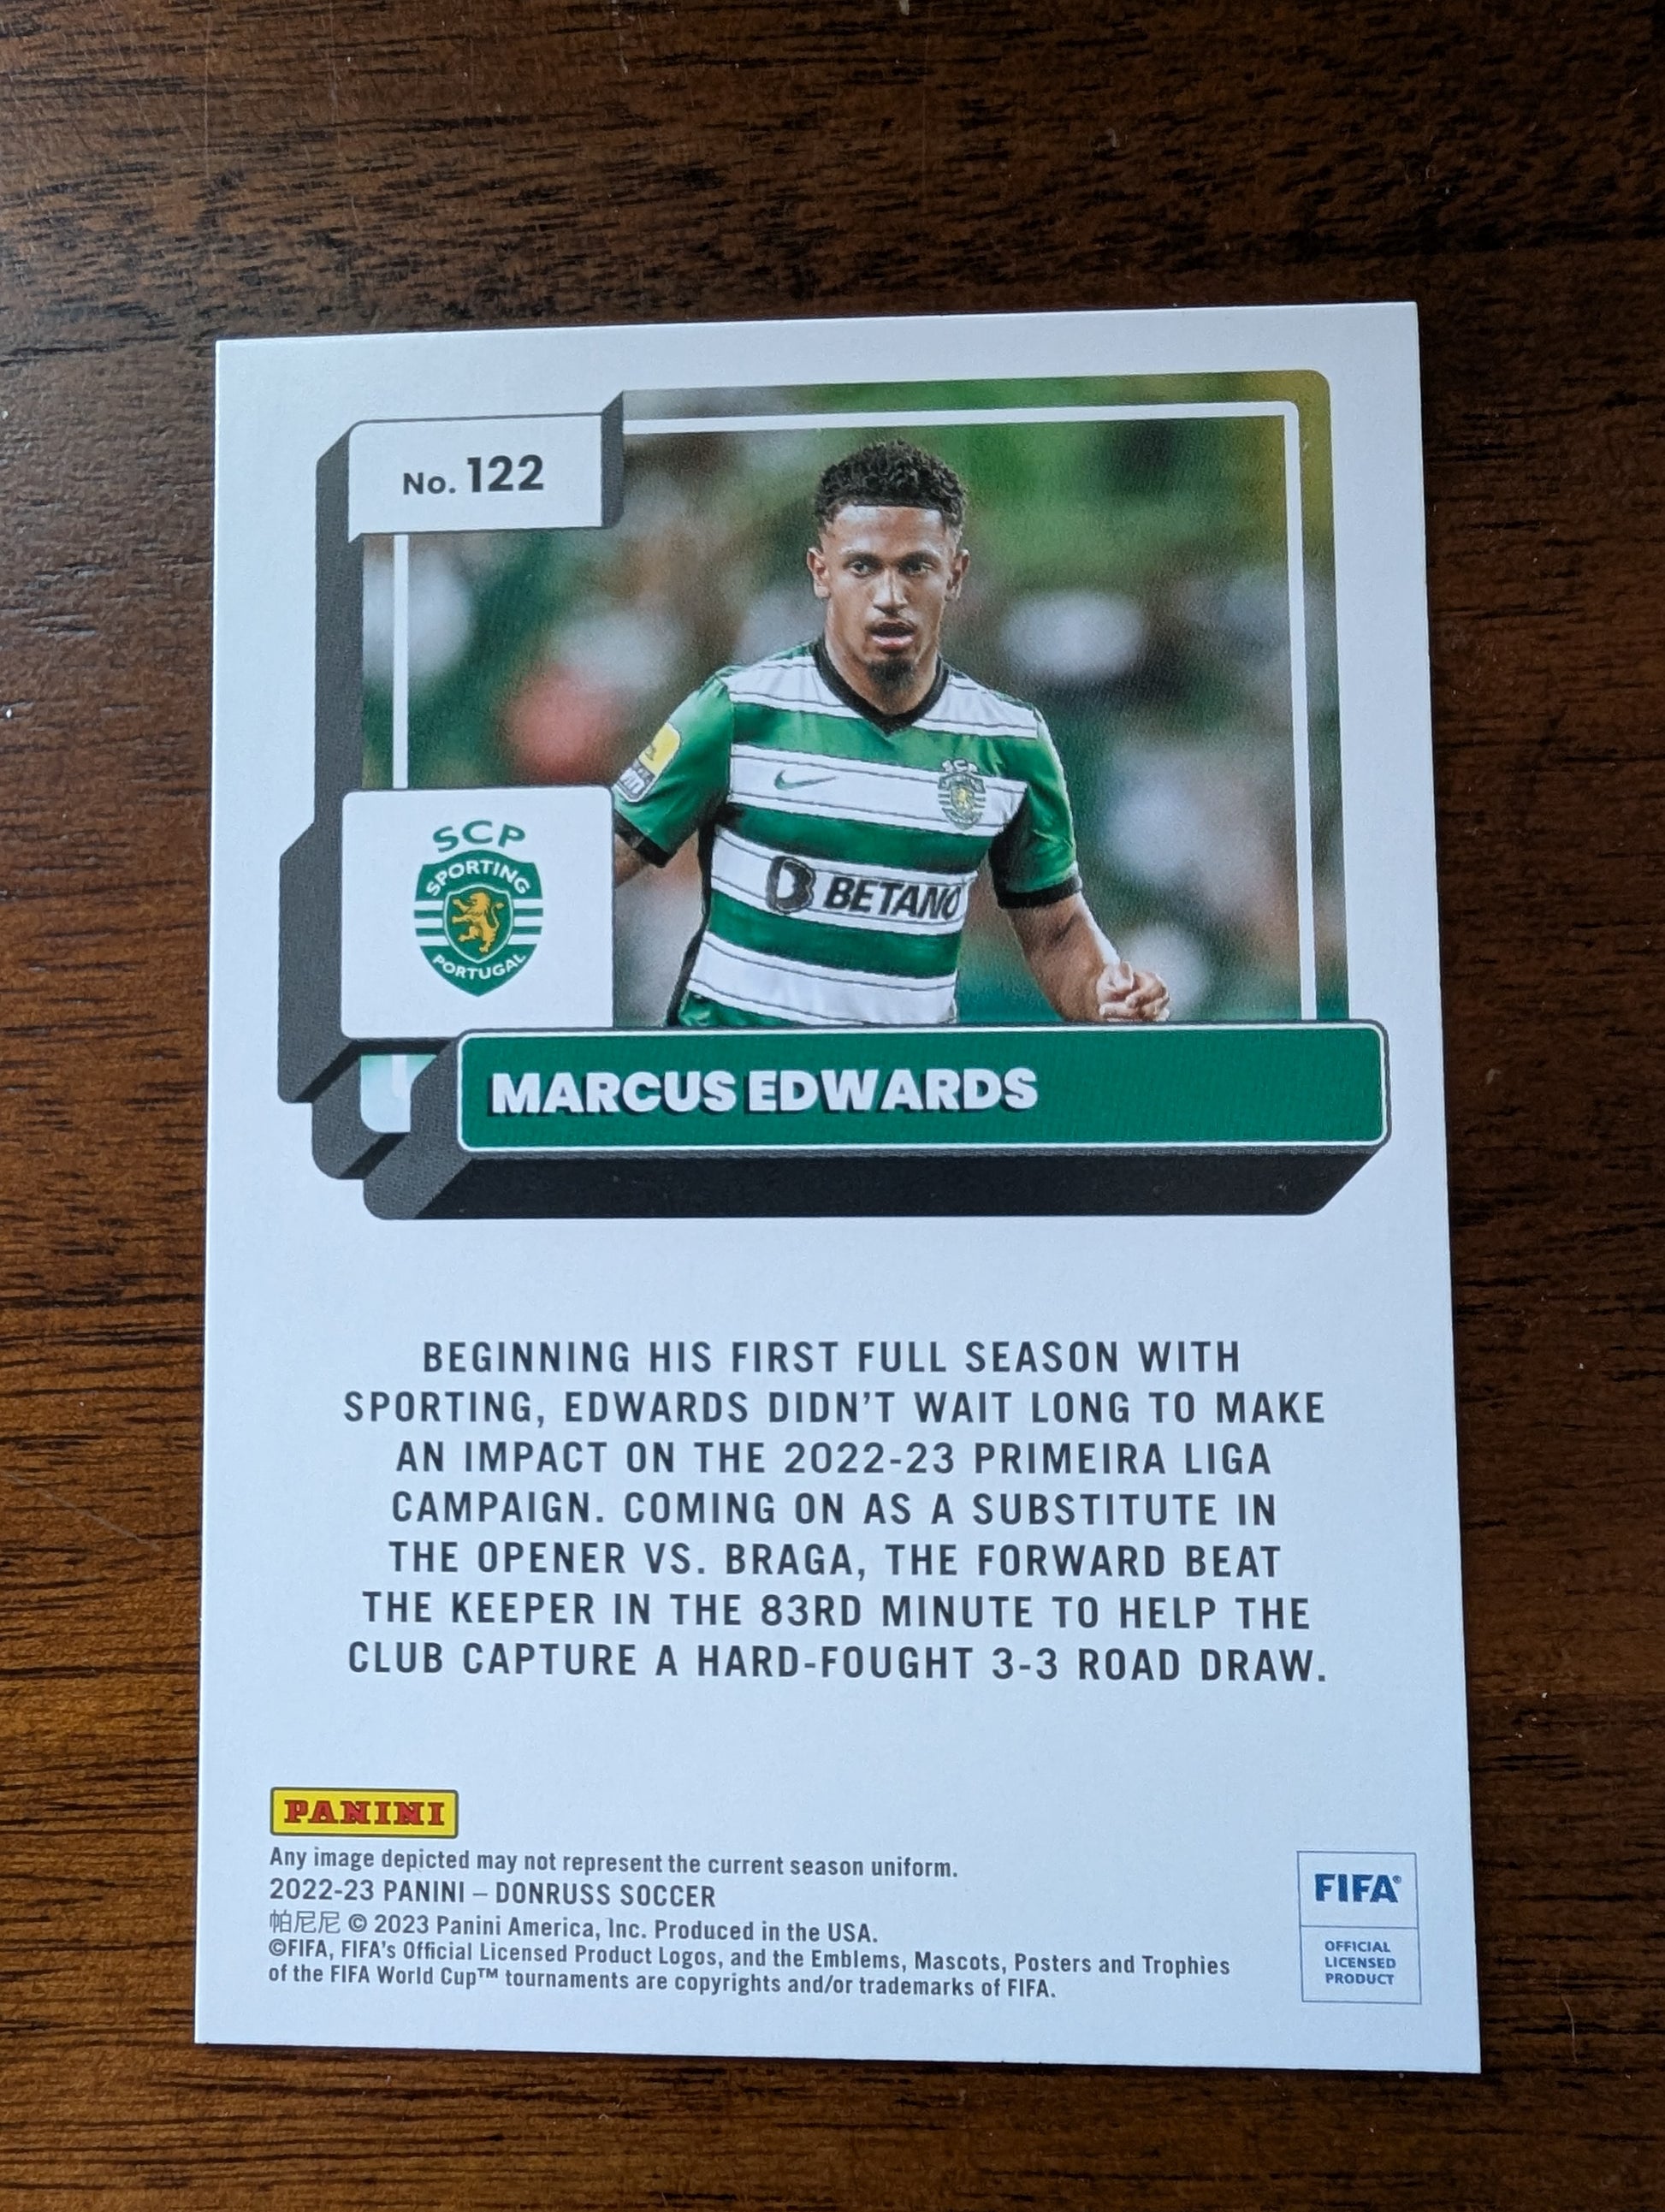 No. 122
SCP
SPORTING
PORTUGAL
SCP
BETANO
MARCUS EDWARDS
BEGINNING HIS FIRST FULL SEASON WITH
SPORTING, EDWARDS DIDN'T WAIT LONG TO MAKE
AN IMPACT ON THE 2022-23 PRIMEIRA LIGA
CAMPAIGN. COMING ON AS A SUBSTITUTE IN
THE OPENER VS. BRAGA, THE FORWARD BEAT
THE KEEPER IN THE 83RD MINUTE TO HELP THE
CLUB CAPTURE A HARD-FOUGHT 3-3 ROAD DRAW.
PANINI
Any image depicted may not represent the current season uniform.
2022-23 PANINI – DONRUSS SOCCER
帕尼尼 © 2023 Panini America, Inc. Produced in the USA.
©FIFA, FIFA's Official Licensed Product Logos, and the Emblems, Mascots, Posters and Trophies
of the FIFA World Cup™ tournaments are copyrights and/or trademarks of FIFA.
FIFA®
OFFICIAL
LICENSED
PRODUCT